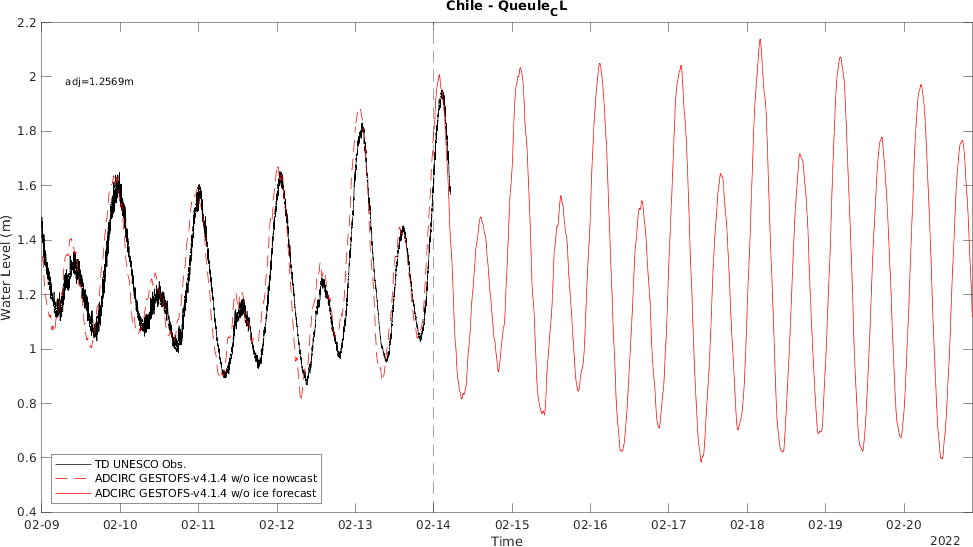 Chile - Queule_CL
2.2
2
1.8
1.6
1.4
1.2
1
0.8
0.6
0.4
Water Level (m)
adj=1.2569m
TD UNESCO Obs.
ADCIRC GESTOFS-v4.1.4 w/o ice nowcast
ADCIRC GESTOFS-v4.1.4 w/o ice forecast
02-09 02-10 02-11 02-12 02-13 02-14 02-15 02-16 02-17 02-18 02-19 02-20
Time
2022